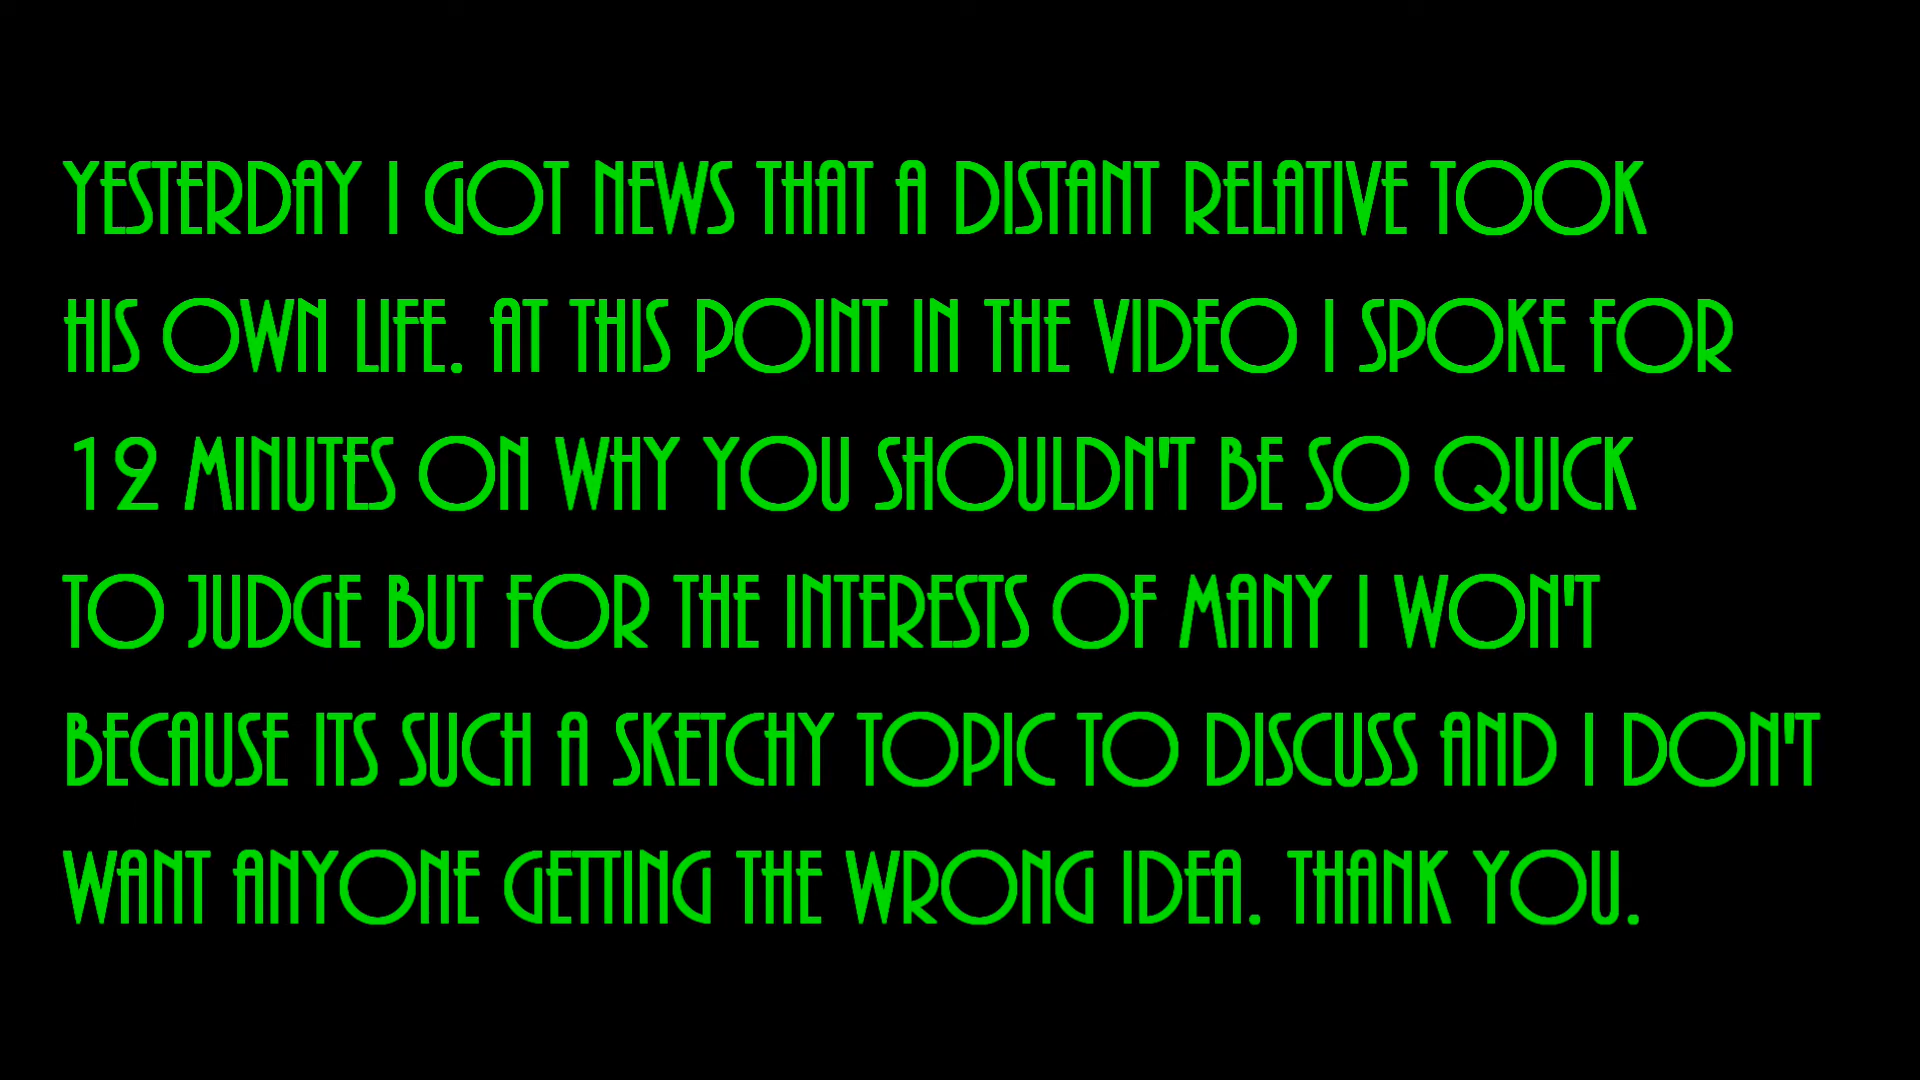 YESTERDAY I GOT NEWS THAT A DISTANT RELATIVE TOOK
HIS OWN LIFE. AT THIS POINT IN THE VIDEO I SPOKE FOR
12 MINUTES ON WHY YOU SHOULDN'T BE SO QUICK
TO JUDGE BUT FOR THE INTERESTS OF MANY I WON'T
BECAUSE ITS SUCH A SKETCHY TOPIC TO DISCUSS AND I DON'T
WANT ANYONE GETTING THE WRONG IDEA. THANK YOU.